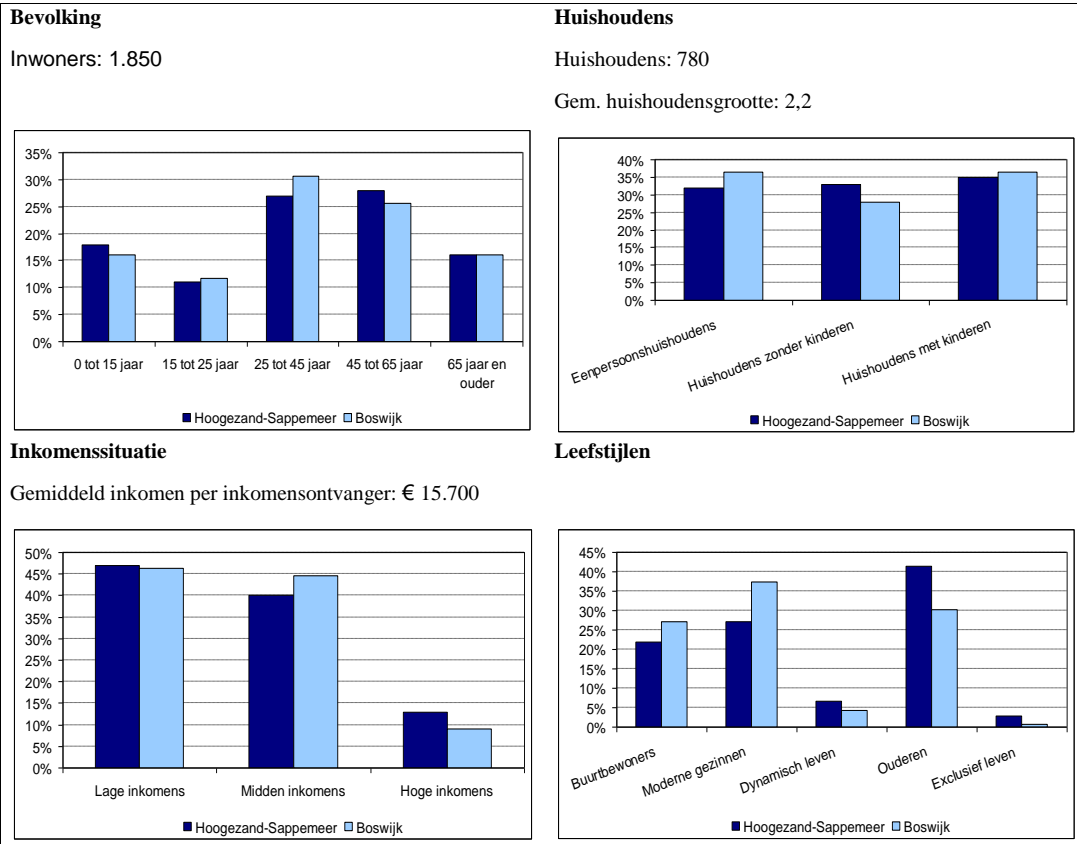 Bevolking
Inwoners: 1.850
35%
30%
25%
20%
15%
10%
5%
0%
0 tot 15 jaar 15 tot 25 jaar 25 tot 45 jaar 45 tot 65 jaar 65 jaar en
ouder
Hoogezand-Sappemeer Boswijk
Huishoudens
Huishoudens: 780
Gem. huishoudensgrootte: 2,2
40%
35%
30%
25%
20%
15%
10%
5%
0%
Eenpersoonshuishoudens
Huishoudens zonder kinderen
Huishoudens met kinderen
Hoogezand-Sappemeer Boswijk
Inkomenssituatie
Gemiddeld inkomen per inkomensontvanger: € 15.700
50%
45%
40%
35%
30%
25%
20%
15%
10%
5%
0%
Lage inkomens Midden inkomens Hoge inkomens
Hoogezand-Sappemeer Boswijk
Leefstijlen
45%
40%
35%
30%
25%
20%
15%
10%
5%
0%
Buurtbewoners
Moderne gezinnen
Dynamisch leven
Ouderen
Exclusief leven
Hoogezand-Sappemeer Boswijk